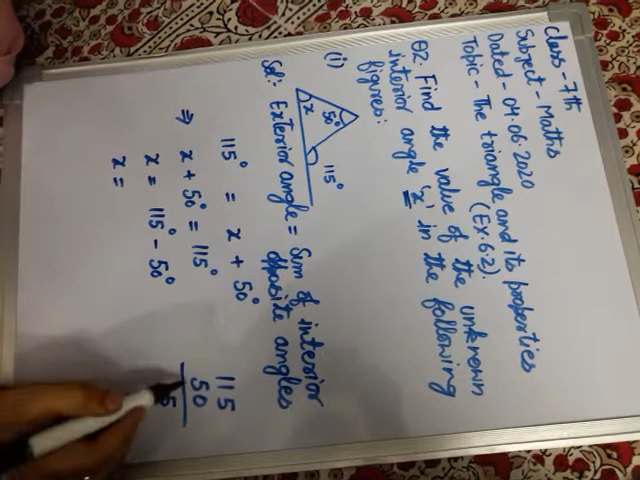 Class - 7th
Subject - Maths
Dated - 04.06.2020
Topic - The triangle and its properties
(Ex. 6.2).
Q2. Find the value of the unknown
interior angle 'x' in the following
figures:
(i)
50°
x
115°
Sol:- Exterior angle = Sum of interior
opposite angles
115° = x + 50°
⇒ x + 50° = 115°
x = 115° - 50°
x =
115
50
5